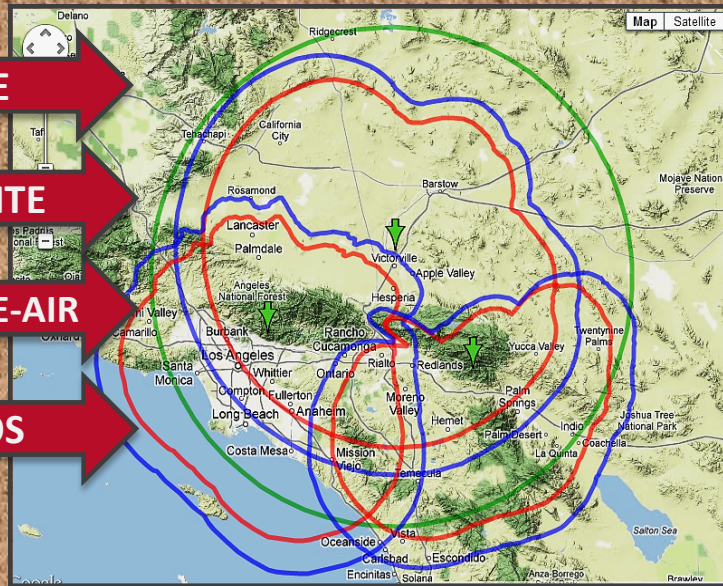 Delano
Ridgecrest
Map
Satellite
E
Taf
Tehachapi
California
City
Mojave Nation
Preserve
Barstow
ITE
Rosamond
Lancaster
Palmdale
Victorville
Apple Valley
Angeles
National Forest
Hesperia
E-AIR
Valley
Camarillo
Burbank
Rancho
Cucamonga
Twentynine
Palms
Yucca Valley
Los Angeles
Rialto
Redlands
Santa
Monica
Whittier
Ontario
Compton
Fullerton
Moreno
Valley
Palm
Springs
Long Beach
Anaheim
Hemet
Indio
Joshua Tree
National Park
OS
Palm Desert
Coachella
Costa Mesa
Mission
Viejo
La Quinta
Temecula
Salton Sea
Oceanside
Vista
Carlsbad
Escondido
Encinitas
Solana
Anza-Borrego
Brawley